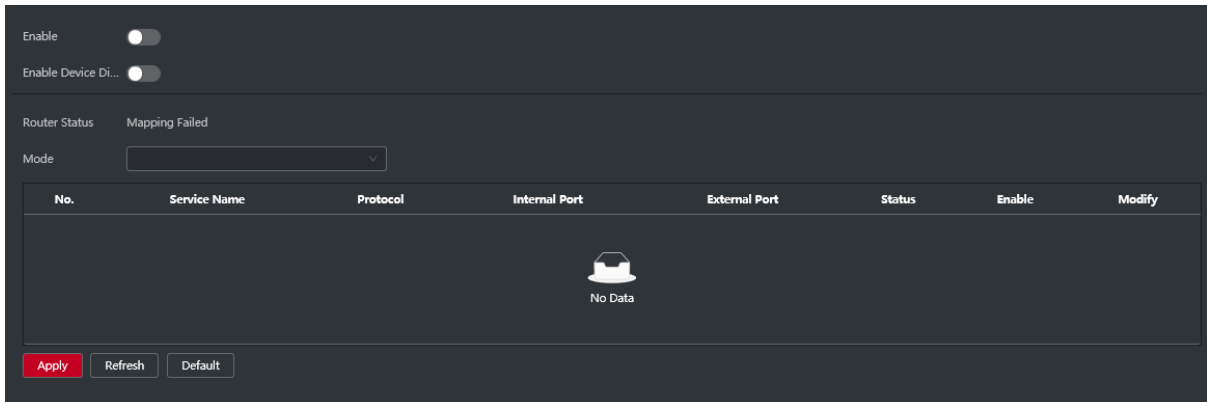 Enable
Enable Device Di...
Router Status Mapping Failed
Mode
No. Service Name Protocol Internal Port External Port Status Enable Modify
No Data
Apply Refresh Default